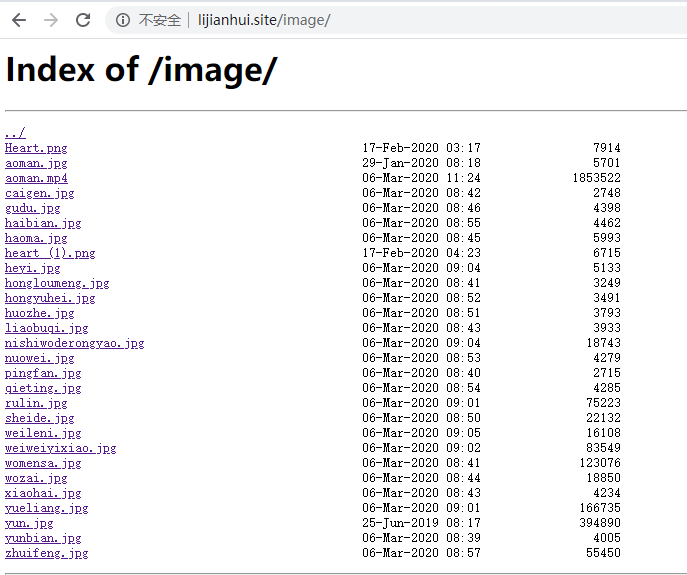 不安全 | lijianhui.site/image/
Index of /image/
../
Heart.png 17-Feb-2020 03:17 7914
aoman.jpg 29-Jan-2020 08:18 5701
aoman.mp4 06-Mar-2020 11:24 1853522
caigen.jpg 06-Mar-2020 08:42 2748
gudu.jpg 06-Mar-2020 08:46 4398
haibian.jpg 06-Mar-2020 08:55 4462
haoma.jpg 06-Mar-2020 08:45 5993
heart (1).png 17-Feb-2020 04:23 6715
heyi.jpg 06-Mar-2020 09:04 5133
hongloumeng.jpg 06-Mar-2020 08:41 3249
hongyuhei.jpg 06-Mar-2020 08:52 3491
huozhe.jpg 06-Mar-2020 08:51 3793
liaobuqi.jpg 06-Mar-2020 08:43 3933
nishiwoderongyao.jpg 06-Mar-2020 09:04 18743
nuowei.jpg 06-Mar-2020 08:53 4279
pingfan.jpg 06-Mar-2020 08:40 2715
qieting.jpg 06-Mar-2020 08:54 4285
rulin.jpg 06-Mar-2020 09:01 75223
sheide.jpg 06-Mar-2020 08:50 22132
weileni.jpg 06-Mar-2020 09:05 16108
weiweiyixiao.jpg 06-Mar-2020 09:02 83549
womensa.jpg 06-Mar-2020 08:41 123076
wozai.jpg 06-Mar-2020 08:44 18850
xiaohai.jpg 06-Mar-2020 08:43 4234
yueliang.jpg 06-Mar-2020 09:01 166735
yun.jpg 25-Jun-2019 08:17 394890
yunbian.jpg 06-Mar-2020 08:39 4005
zhuifeng.jpg 06-Mar-2020 08:57 55450